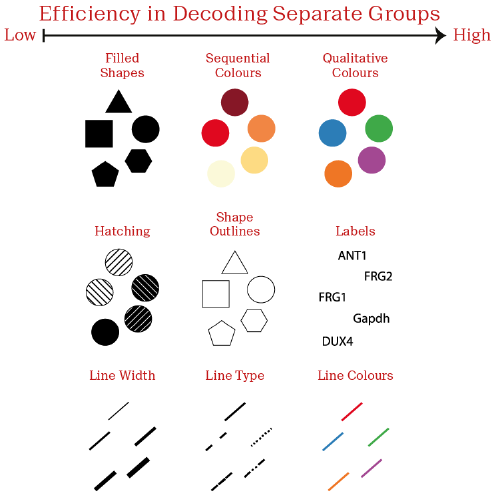 Efficiency in Decoding Separate Groups
Low
High
Filled
Shapes
Sequential
Colours
Qualitative
Colours
Hatching
Shape
Outlines
Labels
ANT1
FRG2
FRG1
Gapdh
DUX4
Line Width
Line Type
Line Colours